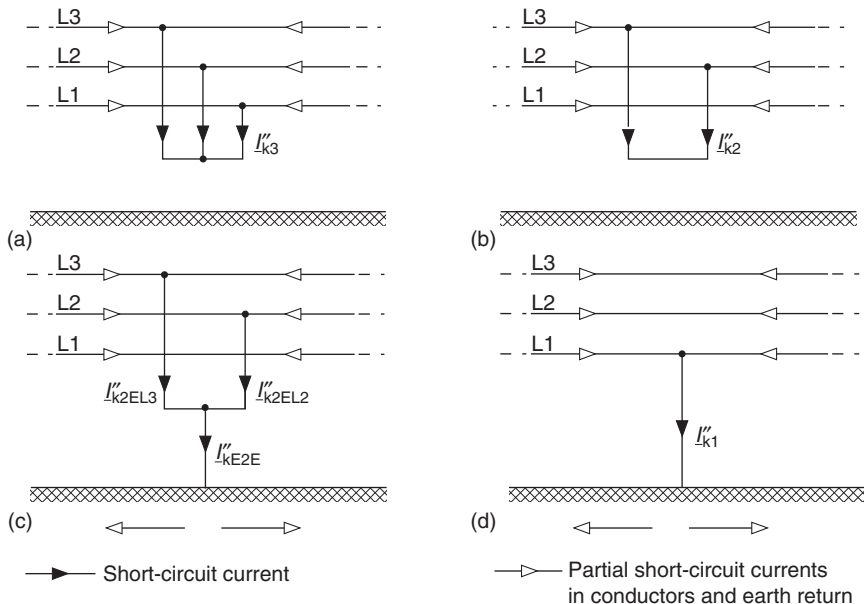 L3
L2
L1
I″k3
(a)
L3
L2
L1
I″k2
(b)
L3
L2
L1
I″k2EL3
I″k2EL2
I″kE2E
(c)
L3
L2
L1
I″k1
(d)
Short-circuit current
Partial short-circuit currents
in conductors and earth return